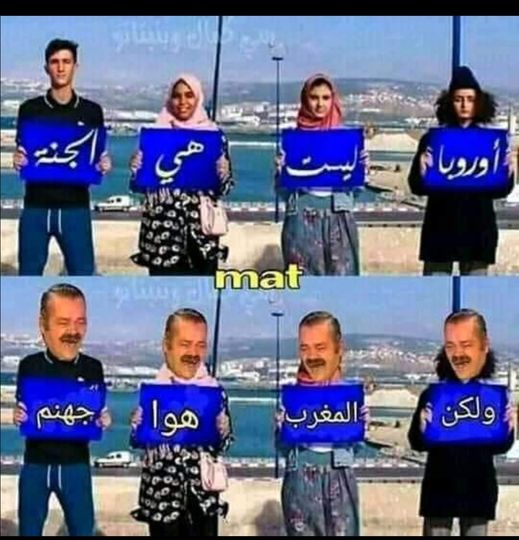 أوروبا ليست هي الجنة
mat
ولكن المغرب هوا جهنم